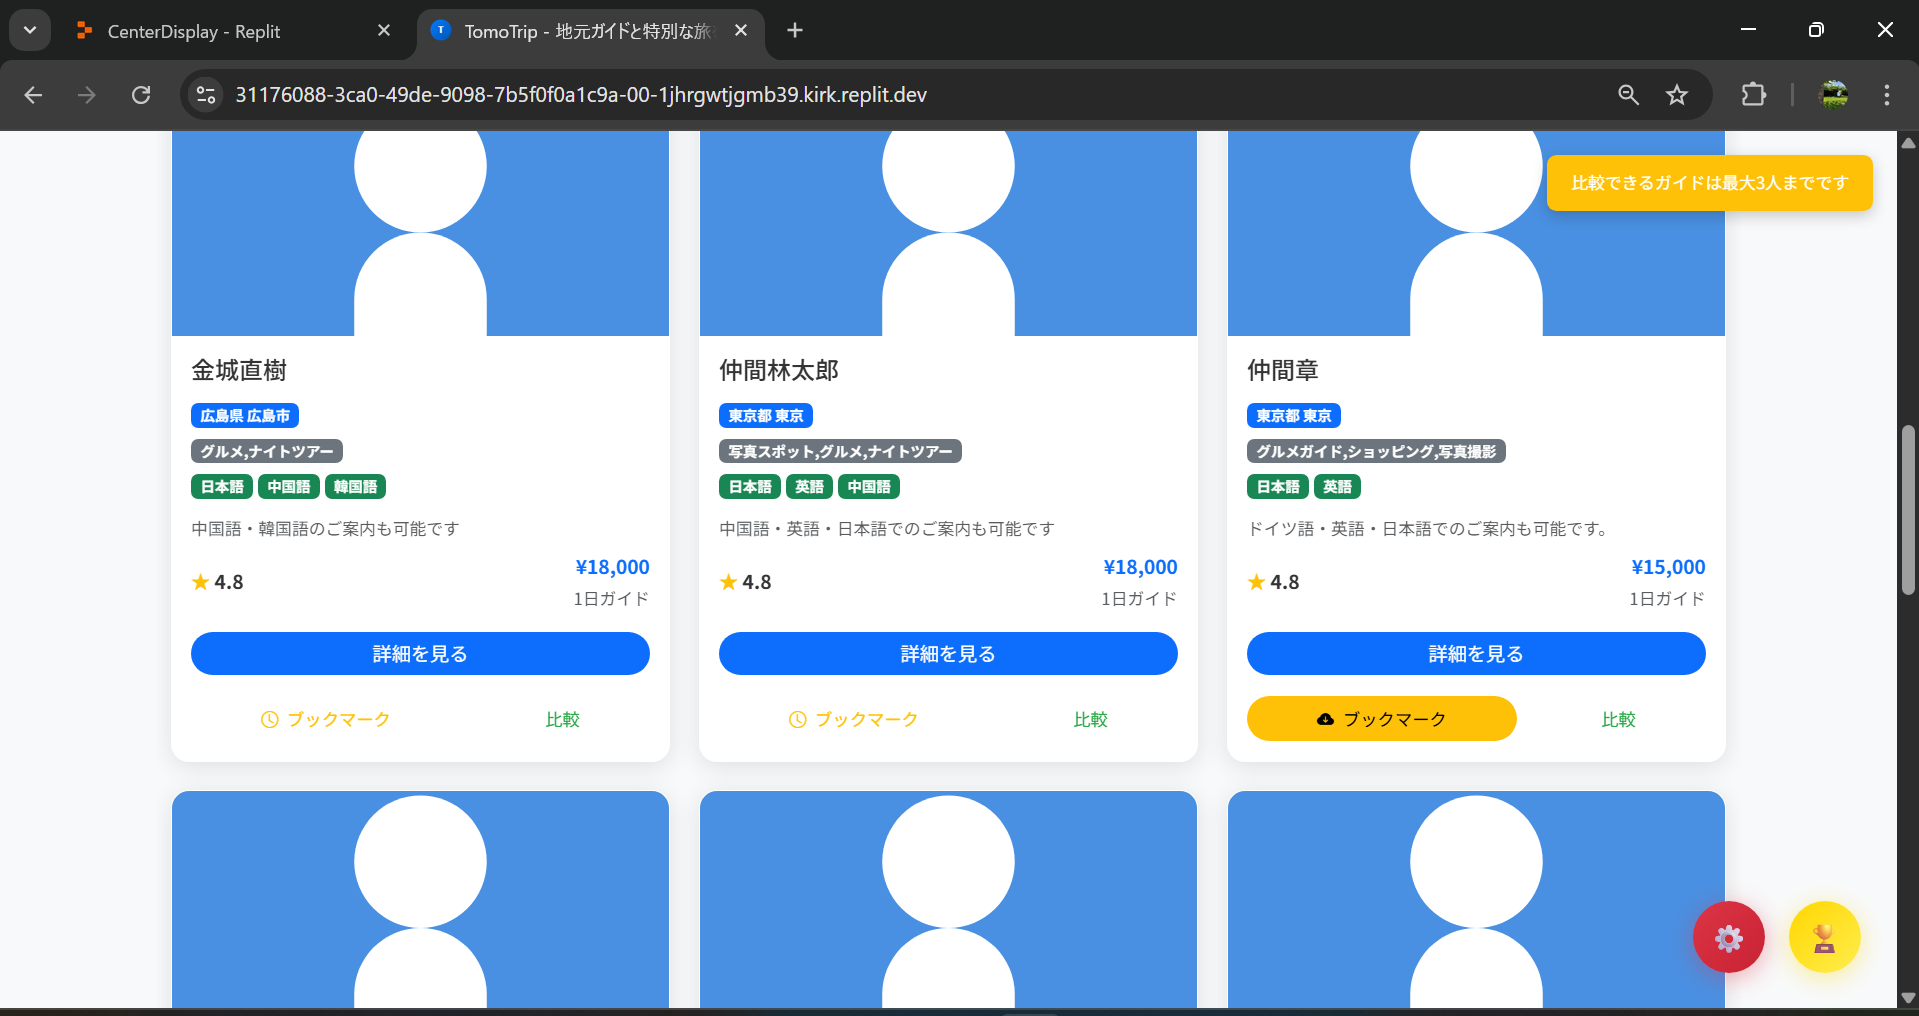 CenterDisplay - Replit
TomoTrip - 地元ガイドと特別な旅
31176088-3ca0-49de-9098-7b5f0f0a1c9a-00-1jhrgwtjgmb39.kirk.replit.dev
比較できるガイドは最大3人までです
金城直樹
広島県 広島市
グルメ,ナイトツアー
日本語 中国語 韓国語
中国語・韓国語のご案内も可能です
★ 4.8
¥18,000
1日ガイド
詳細を見る
ブックマーク 比較
仲間林太郎
東京都 東京
写真スポット,グルメ,ナイトツアー
日本語 英語 中国語
中国語・英語・日本語でのご案内も可能です
★ 4.8
¥18,000
1日ガイド
詳細を見る
ブックマーク 比較
仲間章
東京都 東京
グルメガイド,ショッピング,写真撮影
日本語 英語
ドイツ語・英語・日本語でのご案内も可能です。
★ 4.8
¥15,000
1日ガイド
詳細を見る
ブックマーク 比較